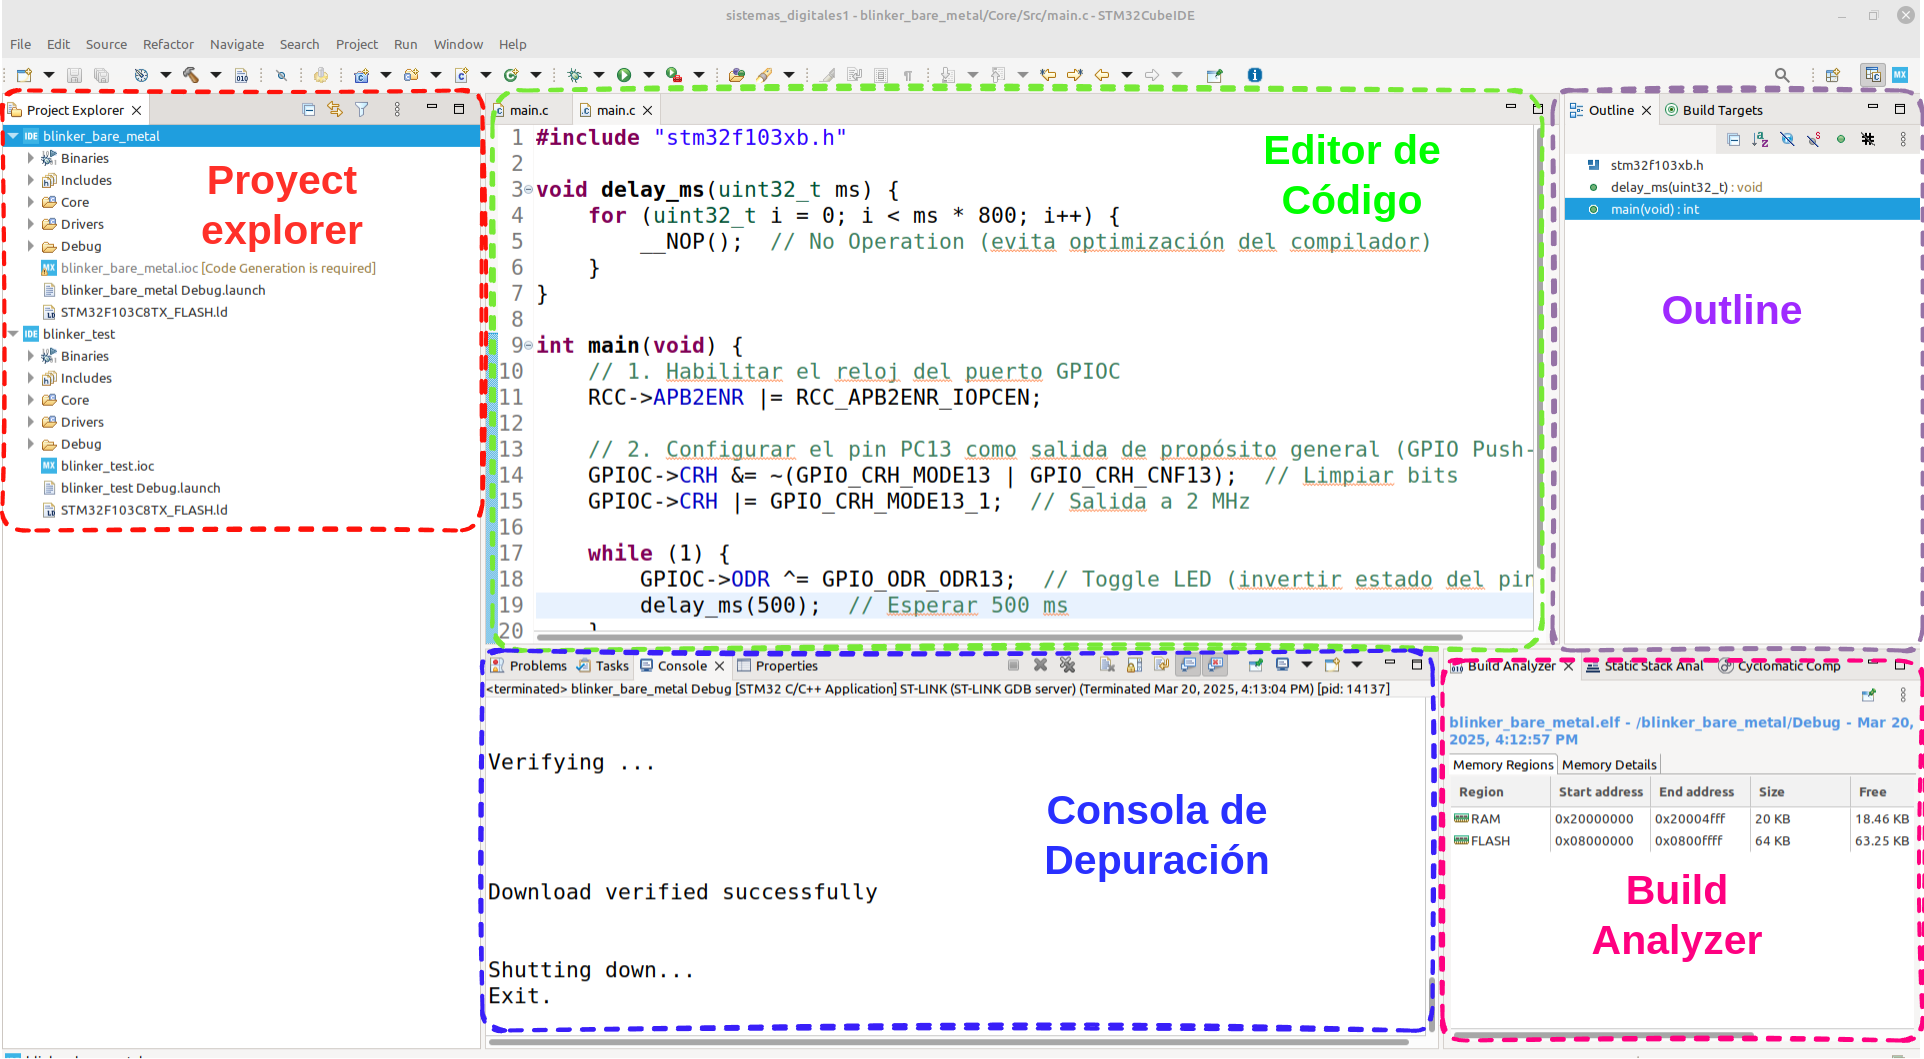 sistemas_digitales1 - blinker_bare_metal/Core/Src/main.c - STM32CubeIDE
File Edit Source Refactor Navigate Search Project Run Window Help
Project Explorer
blinker_bare_metal
Binaries
Includes
Core
Drivers
Debug
blinker_bare_metal.ioc [Code Generation is required]
blinker_bare_metal Debug.launch
STM32F103C8TX_FLASH.ld
blinker_test
Binaries
Includes
Core
Drivers
Debug
blinker_test.ioc
blinker_test Debug.launch
STM32F103C8TX_FLASH.ld
Proyect
explorer
main.c main.c
1 #include "stm32f103xb.h"
2
3 void delay_ms(uint32_t ms) {
4 for (uint32_t i = 0; i < ms * 800; i++) {
5 __NOP(); // No Operation (evita optimización del compilador)
6 }
7 }
8
9 int main(void) {
10 // 1. Habilitar el reloj del puerto GPIOC
11 RCC->APB2ENR |= RCC_APB2ENR_IOPCEN;
12
13 // 2. Configurar el pin PC13 como salida de propósito general (GPIO Push-
14 GPIOC->CRH &= ~(GPIO_CRH_MODE13 | GPIO_CRH_CNF13); // Limpiar bits
15 GPIOC->CRH |= GPIO_CRH_MODE13_1; // Salida a 2 MHz
16
17 while (1) {
18 GPIOC->ODR ^= GPIO_ODR_ODR13; // Toggle LED (invertir estado del pin
19 delay_ms(500); // Esperar 500 ms
20 }
Editor de
Código
Outline Build Targets
stm32f103xb.h
delay_ms(uint32_t) : void
main(void) : int
Outline
Problems Tasks Console Properties
<terminated> blinker_bare_metal Debug [STM32 C/C++ Application] ST-LINK (ST-LINK GDB server) (Terminated Mar 20, 2025, 4:13:04 PM) [pid: 14137]
Verifying ...
Download verified successfully
Shutting down...
Exit.
Consola de
Depuración
Build Analyzer Static Stack Anal Cyclomatic Comp
blinker_bare_metal.elf - /blinker_bare_metal/Debug - Mar 20,
2025, 4:12:57 PM
Memory Regions Memory Details
Region Start address End address Size Free
RAM 0x20000000 0x20004fff 20 KB 18.46 KB
FLASH 0x08000000 0x0800ffff 64 KB 63.25 KB
Build
Analyzer